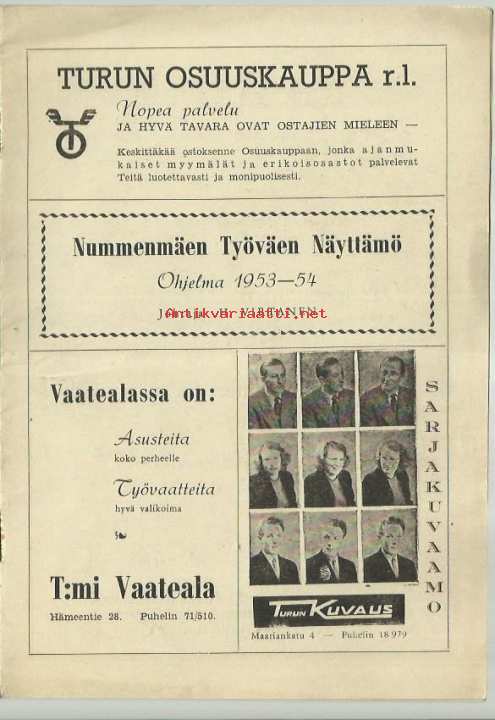 TURUN OSUUSKAUPPA r.l.
Nopea palvelu
JA HYVÄ TAVARA OVAT OSTAJIEN MIELEEN —
Keskittäkää ostoksenne Osuuskauppaan, jonka ajanmu-
kaiset myymälät ja erikoisosastot palvelevat
Teitä luotettavasti ja monipuolisesti.
Nummenmäen Työväen Näyttämö
Ohjelma 1953—54
VIRTANEN
Antikvariaatti.net
Vaatealassa on:
Asusteita
koko perheelle
Työvaatteita
hyvä valikoima
T:mi Vaateala
Hämeentie 28. Puhelin 71/510.
SARJAKUVAAMO
TURUN KUVAUS
Maariankatu 4 — Puhelin 18 979